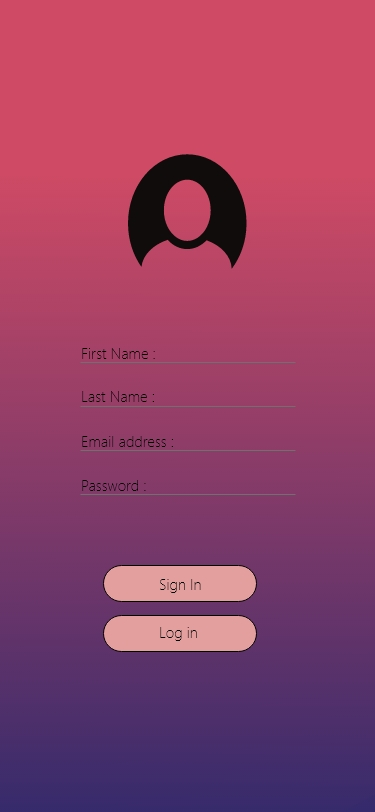 First Name :
Last Name :
Email address :
Password :
Sign In
Log in